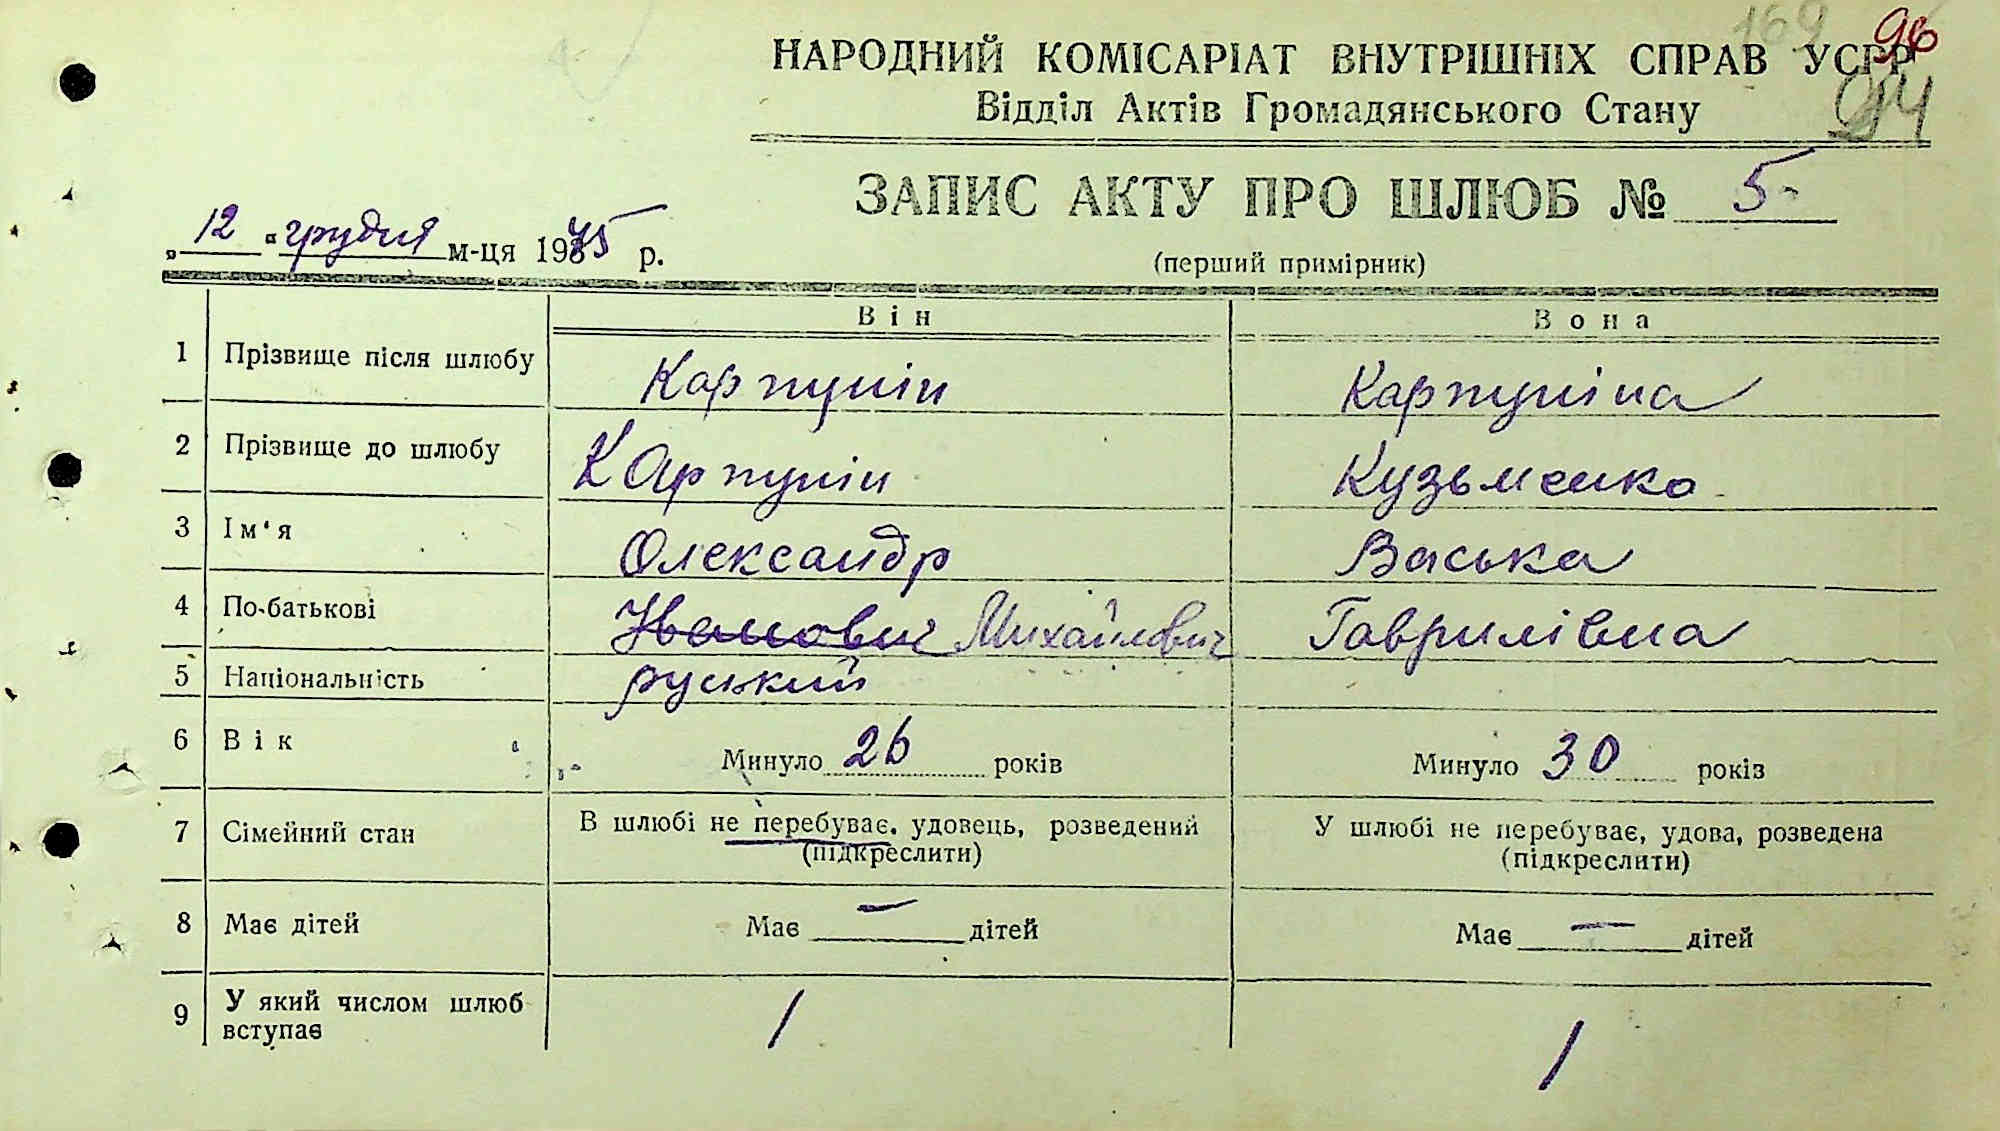 169 96
НАРОДНИЙ КОМІСАРІАТ ВНУТРІШНІХ СПРАВ УСРР
Відділ Актів Громадянського Стану
ЗАПИС АКТУ ПРО ШЛЮБ № 5
„ 12 " грудня м-ця 1945 р.
(перший примірник)
Він Вона
1 Прізвище після шлюбу Карпунін Карпуніна
2 Прізвище до шлюбу Карпунін Кузьменко
3 Ім'я Олександр Васька
4 По-батькові Іванович Михайлович Гаврилівна
5 Національність руський
6 Вік Минуло 26 років Минуло 30 років
7 Сімейний стан В шлюбі не перебуває, удовець, розведений У шлюбі не перебуває, удова, розведена
(підкреслити) (підкреслити)
8 Має дітей Має — дітей Має — дітей
9 У який числом шлюб
вступає 1 1